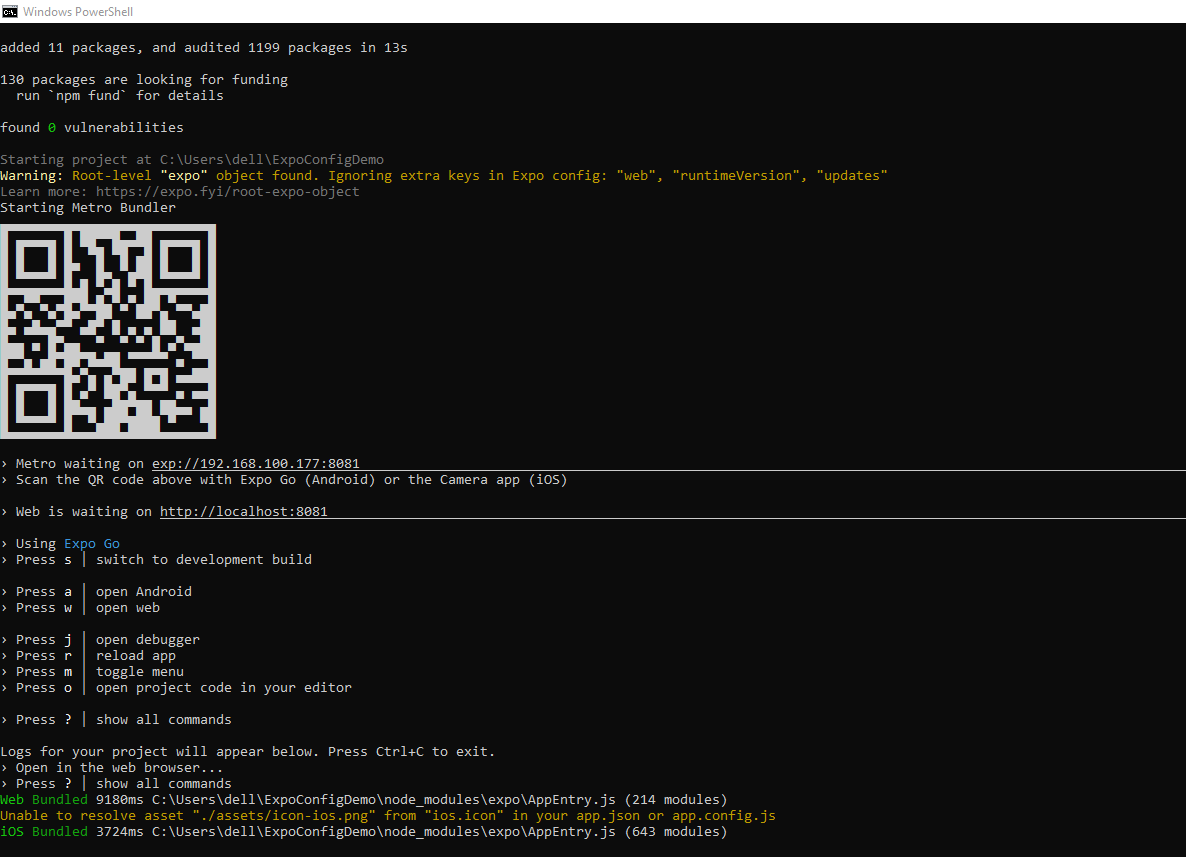 Windows PowerShell
added 11 packages, and audited 1199 packages in 13s
130 packages are looking for funding
  run `npm fund` for details
found 0 vulnerabilities
Starting project at C:\Users\dell\ExpoConfigDemo
Warning: Root-level "expo" object found. Ignoring extra keys in Expo config: "web", "runtimeVersion", "updates"
Learn more: https://expo.fyi/root-expo-object
Starting Metro Bundler
› Metro waiting on exp://192.168.100.177:8081
› Scan the QR code above with Expo Go (Android) or the Camera app (iOS)
› Web is waiting on http://localhost:8081
› Using Expo Go
› Press s │ switch to development build
› Press a │ open Android
› Press w │ open web
› Press j │ open debugger
› Press r │ reload app
› Press m │ toggle menu
› Press o │ open project code in your editor
› Press ? │ show all commands
Logs for your project will appear below. Press Ctrl+C to exit.
› Open in the web browser...
› Press ? │ show all commands
Web Bundled 9180ms C:\Users\dell\ExpoConfigDemo\node_modules\expo\AppEntry.js (214 modules)
Unable to resolve asset "./assets/icon-ios.png" from "ios.icon" in your app.json or app.config.js
iOS Bundled 3724ms C:\Users\dell\ExpoConfigDemo\node_modules\expo\AppEntry.js (643 modules)